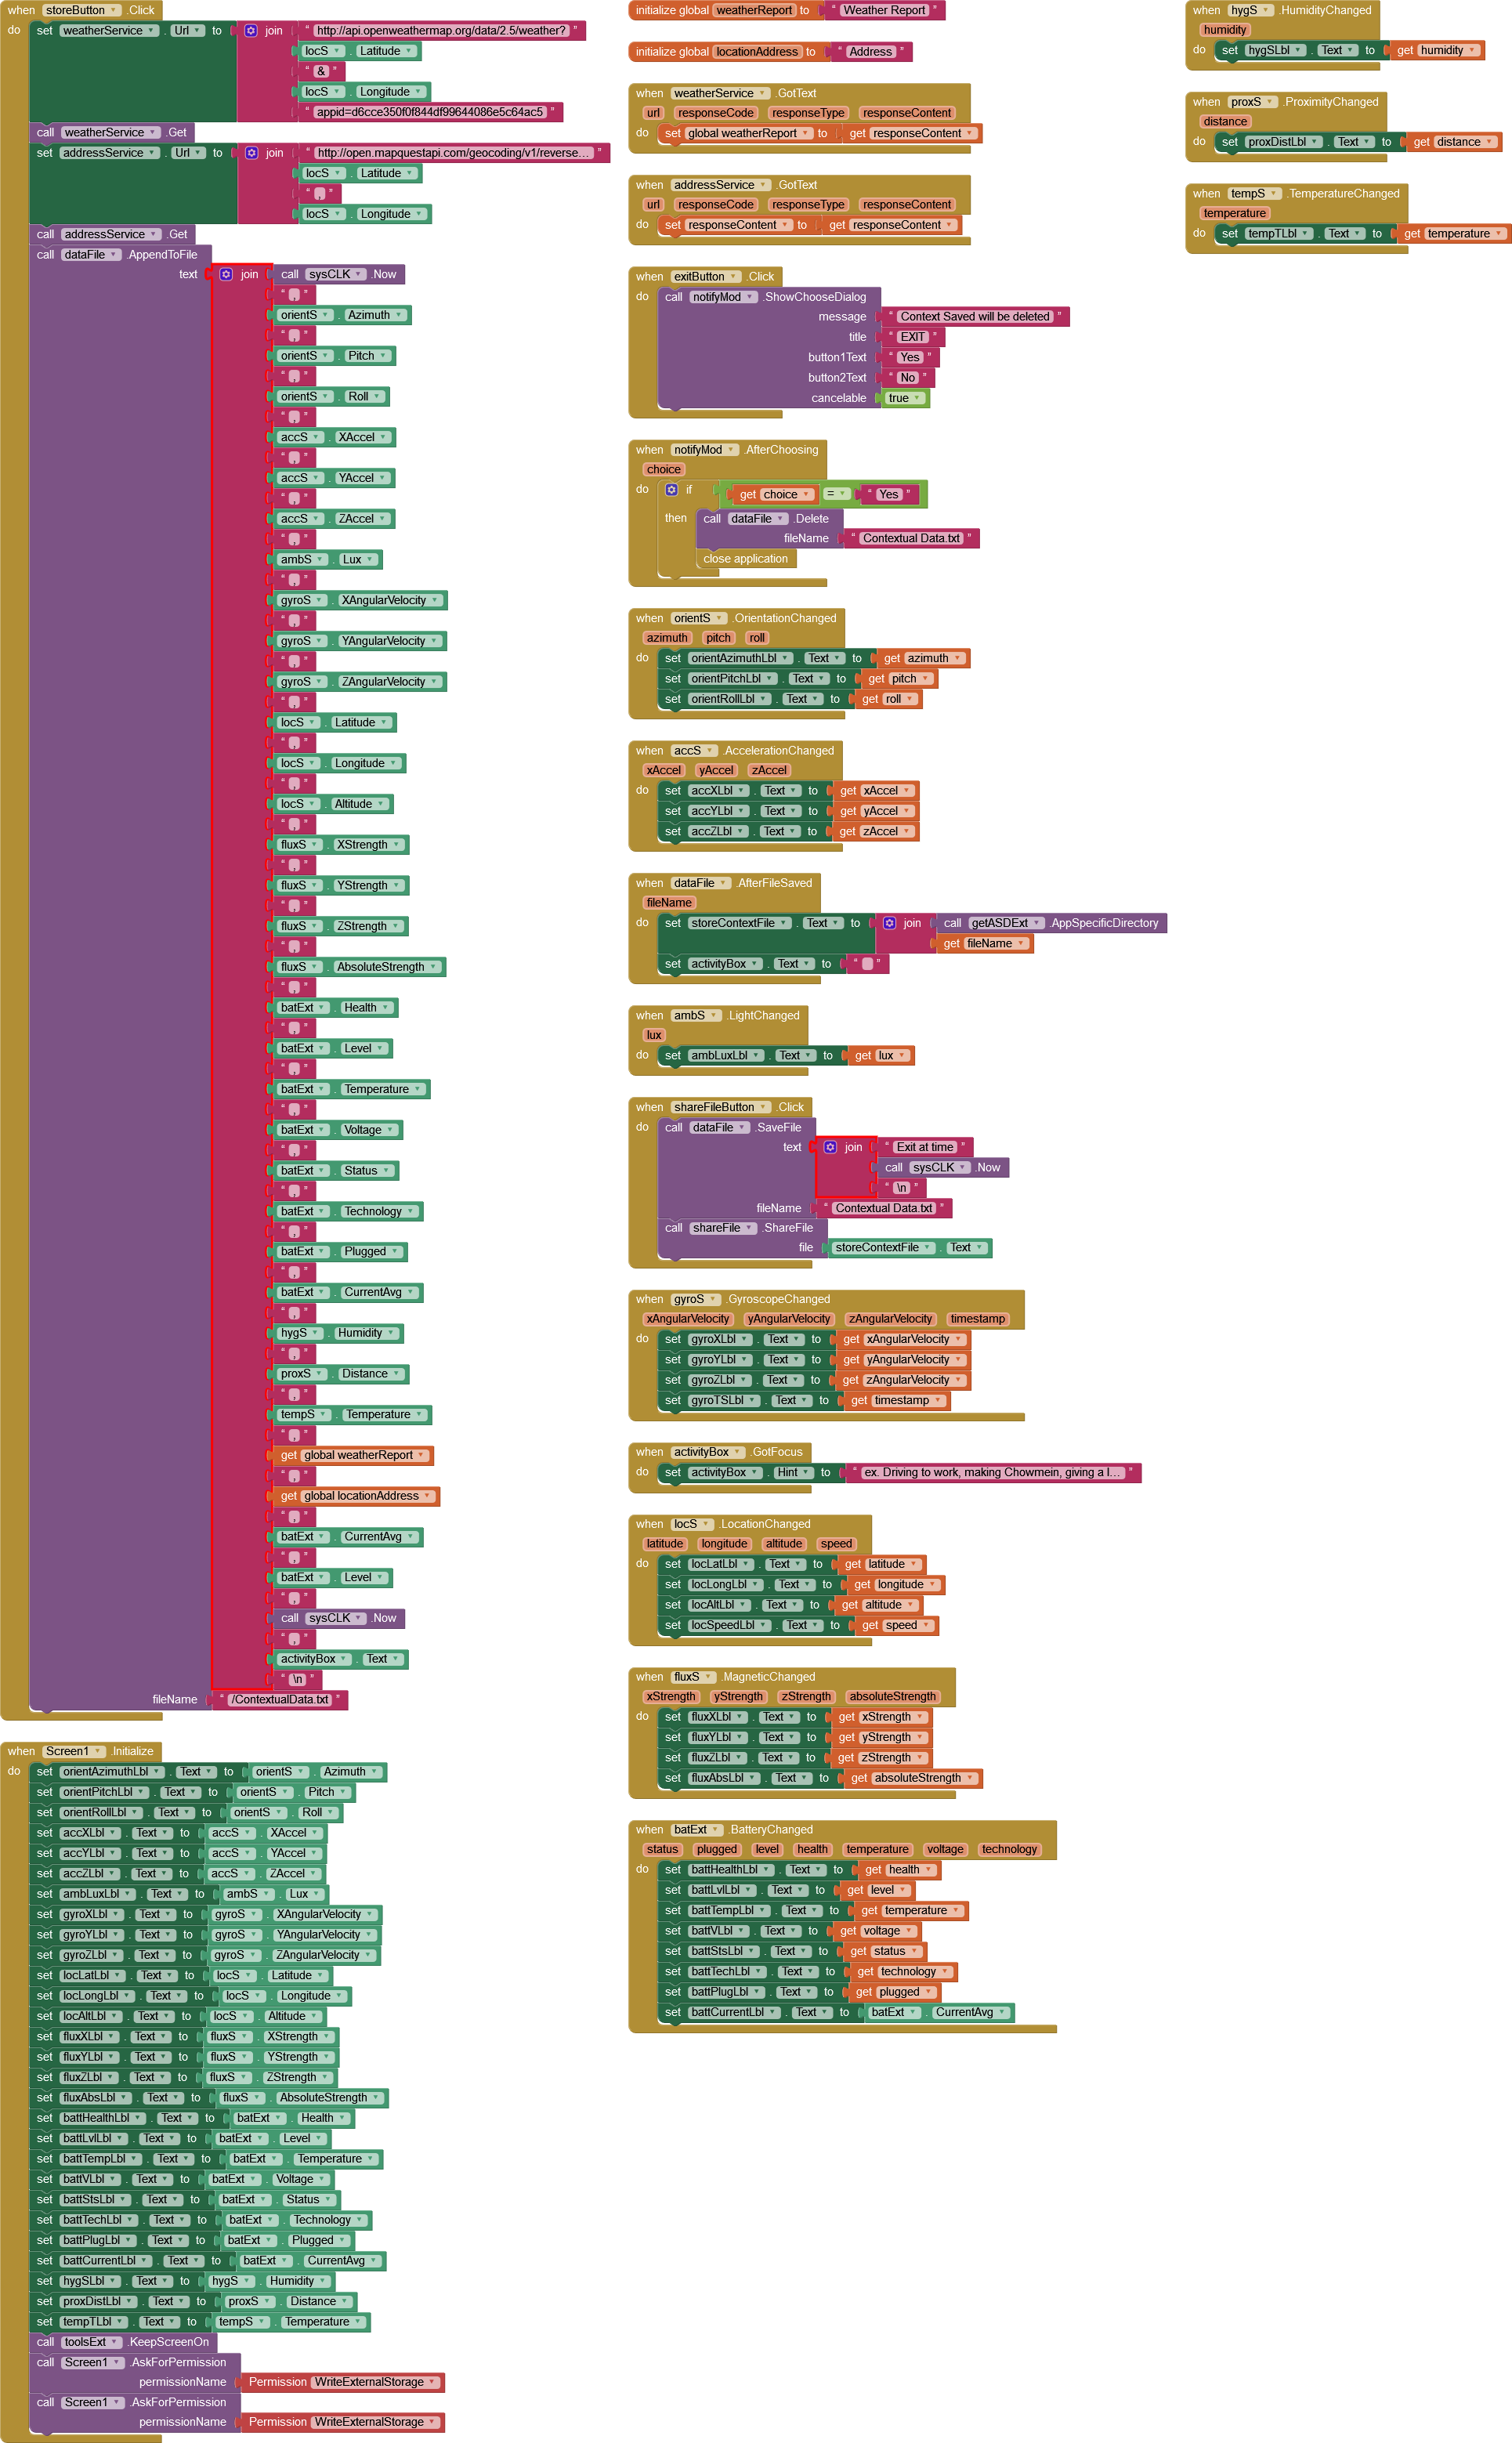 when storeButton .Click
do set weatherService . Url to join “ http://api.openweathermap.org/data/2.5/weather? ”
locS . Latitude
“ & ”
locS . Longitude
“ appid=d6cce350f0f844df99644086e5c64ac5 ”
call weatherService .Get
set addressService . Url to join “ http://open.mapquestapi.com/geocoding/v1/reverse... ”
locS . Latitude
“ , ”
locS . Longitude
call addressService .Get
call dataFile .AppendToFile
text join call sysCLK .Now
“ , ”
orientS . Azimuth
“ , ”
orientS . Pitch
“ , ”
orientS . Roll
“ , ”
accS . XAccel
“ , ”
accS . YAccel
“ , ”
accS . ZAccel
“ , ”
ambS . Lux
“ , ”
gyroS . XAngularVelocity
“ , ”
gyroS . YAngularVelocity
“ , ”
gyroS . ZAngularVelocity
“ , ”
locS . Latitude
“ , ”
locS . Longitude
“ , ”
locS . Altitude
“ , ”
fluxS . XStrength
“ , ”
fluxS . YStrength
“ , ”
fluxS . ZStrength
“ , ”
fluxS . AbsoluteStrength
“ , ”
batExt . Health
“ , ”
batExt . Level
“ , ”
batExt . Temperature
“ , ”
batExt . Voltage
“ , ”
batExt . Status
“ , ”
batExt . Technology
“ , ”
batExt . Plugged
“ , ”
batExt . CurrentAvg
“ , ”
hygS . Humidity
“ , ”
proxS . Distance
“ , ”
tempS . Temperature
“ , ”
get global weatherReport
“ , ”
get global locationAddress
“ , ”
batExt . CurrentAvg
“ , ”
batExt . Level
“ , ”
call sysCLK .Now
“ , ”
activityBox . Text
“ \n ”
fileName “ /ContextualData.txt ”
when Screen1 .Initialize
do set orientAzimuthLbl . Text to orientS . Azimuth
set orientPitchLbl . Text to orientS . Pitch
set orientRollLbl . Text to orientS . Roll
set accXLbl . Text to accS . XAccel
set accYLbl . Text to accS . YAccel
set accZLbl . Text to accS . ZAccel
set ambLuxLbl . Text to ambS . Lux
set gyroXLbl . Text to gyroS . XAngularVelocity
set gyroYLbl . Text to gyroS . YAngularVelocity
set gyroZLbl . Text to gyroS . ZAngularVelocity
set locLatLbl . Text to locS . Latitude
set locLongLbl . Text to locS . Longitude
set locAltLbl . Text to locS . Altitude
set fluxXLbl . Text to fluxS . XStrength
set fluxYLbl . Text to fluxS . YStrength
set fluxZLbl . Text to fluxS . ZStrength
set fluxAbsLbl . Text to fluxS . AbsoluteStrength
set battHealthLbl . Text to batExt . Health
set battLvlLbl . Text to batExt . Level
set battTempLbl . Text to batExt . Temperature
set battVLbl . Text to batExt . Voltage
set battStsLbl . Text to batExt . Status
set battTechLbl . Text to batExt . Technology
set battPlugLbl . Text to batExt . Plugged
set battCurrentLbl . Text to batExt . CurrentAvg
set hygSLbl . Text to hygS . Humidity
set proxDistLbl . Text to proxS . Distance
set tempTLbl . Text to tempS . Temperature
call toolsExt .KeepScreenOn
call Screen1 .AskForPermission
permissionName Permission WriteExternalStorage
call Screen1 .AskForPermission
permissionName Permission WriteExternalStorage
initialize global weatherReport to “ Weather Report ”
initialize global locationAddress to “ Address ”
when weatherService .GotText
url responseCode responseType responseContent
do set global weatherReport to get responseContent
when addressService .GotText
url responseCode responseType responseContent
do set responseContent to get responseContent
when exitButton .Click
do call notifyMod .ShowChooseDialog
message “ Context Saved will be deleted ”
title “ EXIT ”
button1Text “ Yes ”
button2Text “ No ”
cancelable true
when notifyMod .AfterChoosing
choice
do if get choice = “ Yes ”
then call dataFile .Delete
fileName “ Contextual Data.txt ”
close application
when orientS .OrientationChanged
azimuth pitch roll
do set orientAzimuthLbl . Text to get azimuth
set orientPitchLbl . Text to get pitch
set orientRollLbl . Text to get roll
when accS .AccelerationChanged
xAccel yAccel zAccel
do set accXLbl . Text to get xAccel
set accYLbl . Text to get yAccel
set accZLbl . Text to get zAccel
when dataFile .AfterFileSaved
fileName
do set storeContextFile . Text to join call getASDExt .AppSpecificDirectory
get fileName
set activityBox . Text to “ ”
when ambS .LightChanged
lux
do set ambLuxLbl . Text to get lux
when shareFileButton .Click
do call dataFile .SaveFile
text join “ Exit at time ”
call sysCLK .Now
“ \n ”
fileName “ Contextual Data.txt ”
call shareFile .ShareFile
file storeContextFile . Text
when gyroS .GyroscopeChanged
xAngularVelocity yAngularVelocity zAngularVelocity timestamp
do set gyroXLbl . Text to get xAngularVelocity
set gyroYLbl . Text to get yAngularVelocity
set gyroZLbl . Text to get zAngularVelocity
set gyroTSLbl . Text to get timestamp
when activityBox .GotFocus
do set activityBox . Hint to “ ex. Driving to work, making Chowmein, giving a l... ”
when locS .LocationChanged
latitude longitude altitude speed
do set locLatLbl . Text to get latitude
set locLongLbl . Text to get longitude
set locAltLbl . Text to get altitude
set locSpeedLbl . Text to get speed
when fluxS .MagneticChanged
xStrength yStrength zStrength absoluteStrength
do set fluxXLbl . Text to get xStrength
set fluxYLbl . Text to get yStrength
set fluxZLbl . Text to get zStrength
set fluxAbsLbl . Text to get absoluteStrength
when batExt .BatteryChanged
status plugged level health temperature voltage technology
do set battHealthLbl . Text to get health
set battLvlLbl . Text to get level
set battTempLbl . Text to get temperature
set battVLbl . Text to get voltage
set battStsLbl . Text to get status
set battTechLbl . Text to get technology
set battPlugLbl . Text to get plugged
set battCurrentLbl . Text to batExt . CurrentAvg
when hygS .HumidityChanged
humidity
do set hygSLbl . Text to get humidity
when proxS .ProximityChanged
distance
do set proxDistLbl . Text to get distance
when tempS .TemperatureChanged
temperature
do set tempTLbl . Text to get temperature